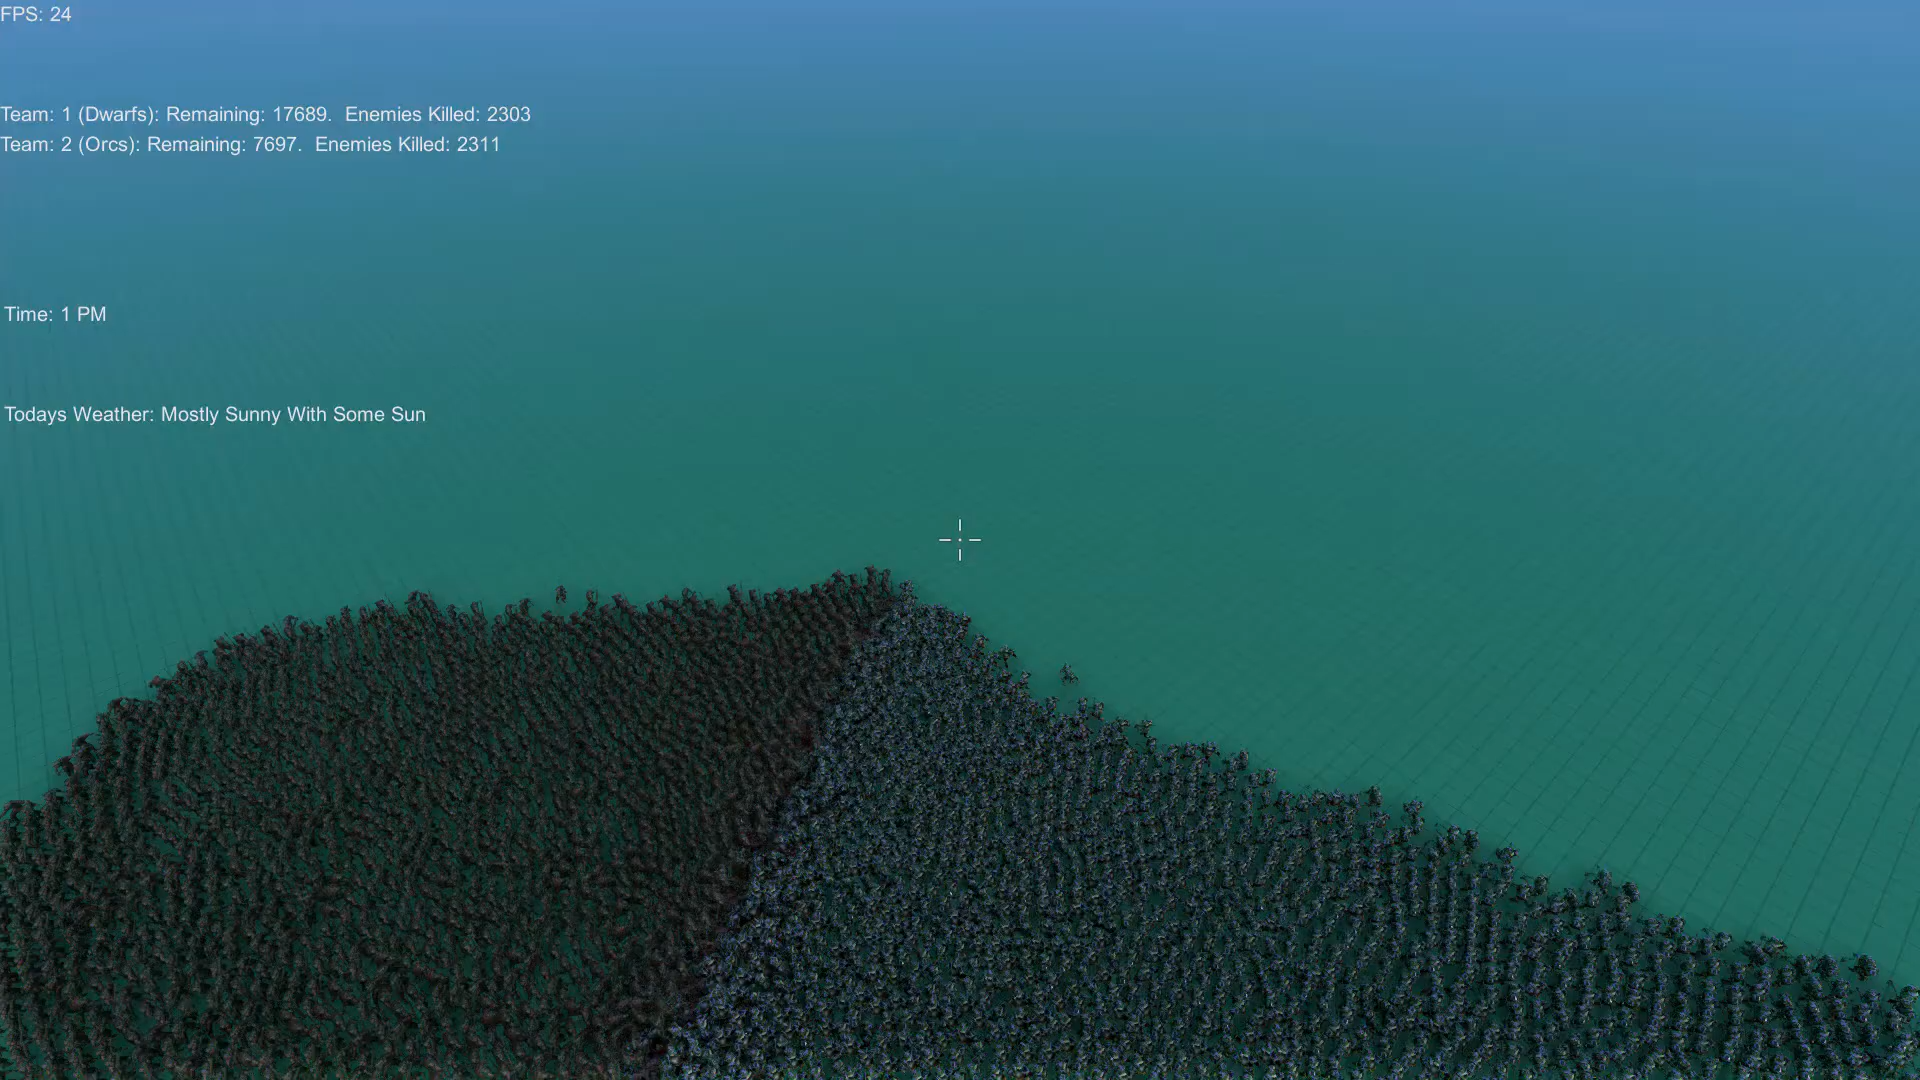 FPS: 24
Team: 1 (Dwarfs): Remaining: 17689.  Enemies Killed: 2303
Team: 2 (Orcs): Remaining: 7697.  Enemies Killed: 2311
Time: 1 PM
Todays Weather: Mostly Sunny With Some Sun